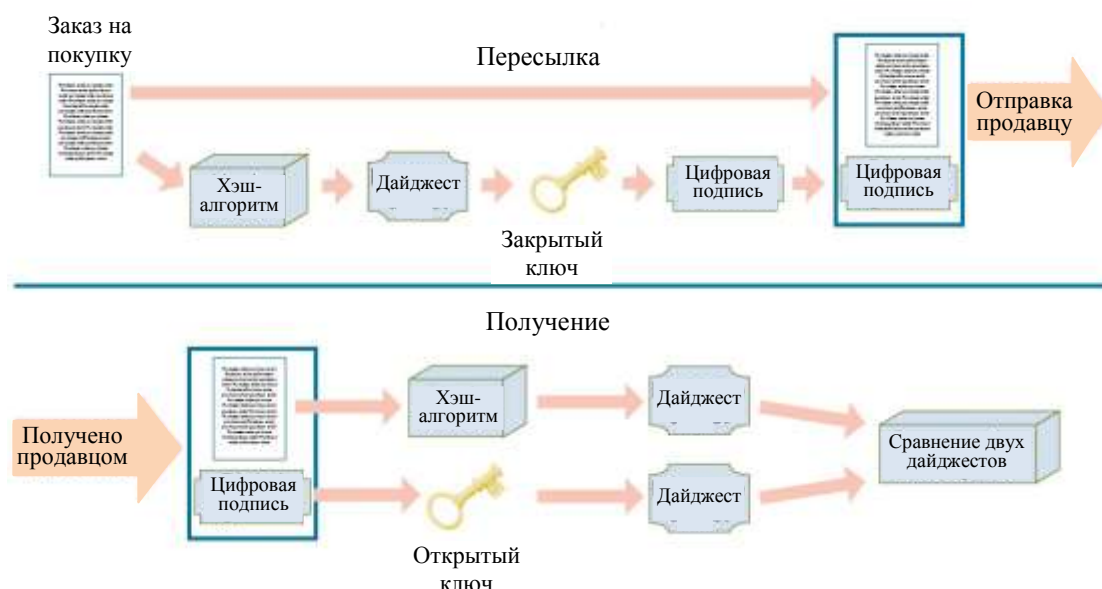 Заказ на
покупку
Пересылка
Отправка
продавцу
Хэш-
алгоритм
Дайджест
Цифровая
подпись
Цифровая
подпись
Закрытый
ключ
Получение
Получено
продавцом
Хэш-
алгоритм
Дайджест
Сравнение двух
дайджестов
Цифровая
подпись
Дайджест
Открытый
ключ